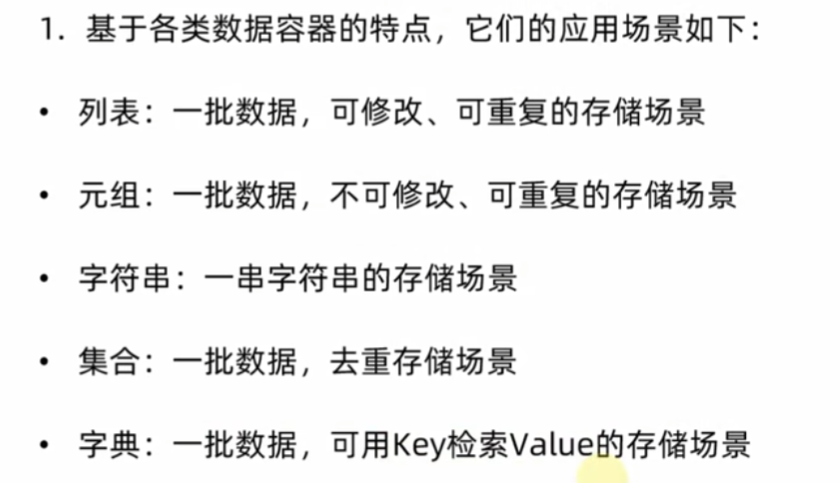 1. 基于各类数据容器的特点，它们的应用场景如下：
• 列表：一批数据，可修改、可重复的存储场景
• 元组：一批数据，不可修改、可重复的存储场景
• 字符串：一串字符串的存储场景
• 集合：一批数据，去重存储场景
• 字典：一批数据，可用Key检索Value的存储场景